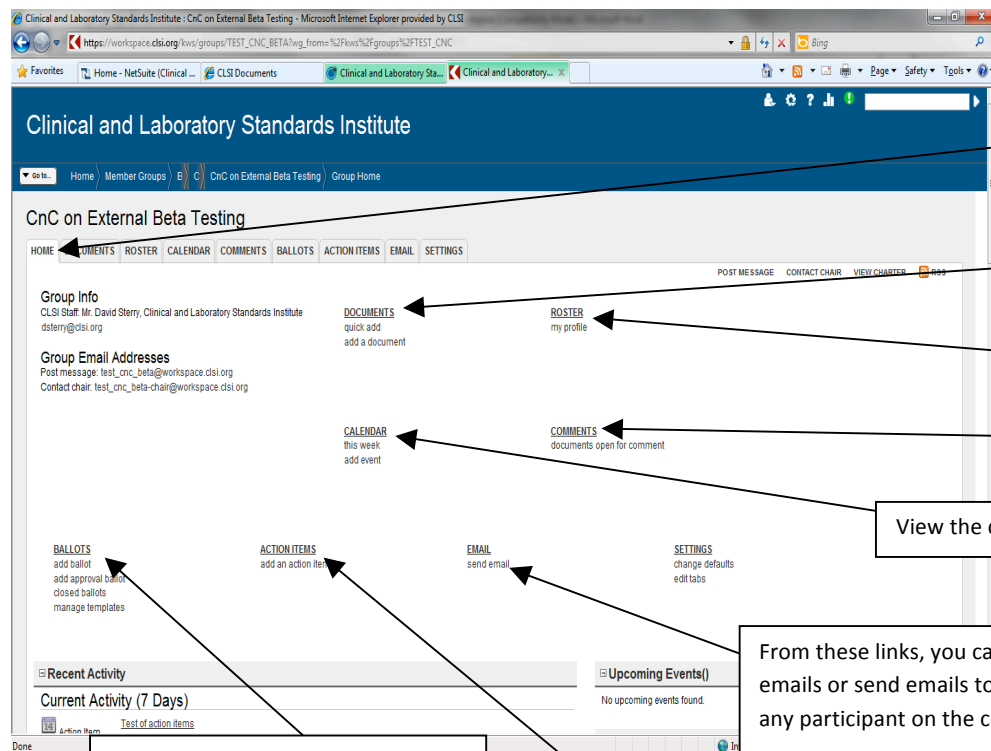 Clinical and Laboratory Standards Institute : CnC on External Beta Testing - Microsoft Internet Explorer provided by CLSI
https://workspace.clsi.org/kws/groups/TEST_CNC_BETA?wg_from=%2Fkws%2Fgroups%2FTEST_CNC
Bing
Favorites Home - NetSuite (Clinical ... CLSI Documents Clinical and Laboratory Sta... Clinical and Laboratory... X
Page Safety Tools
Clinical and Laboratory Standards Institute
Go to... Home Member Groups B C CnC on External Beta Testing Group Home
CnC on External Beta Testing
HOME DOCUMENTS ROSTER CALENDAR COMMENTS BALLOTS ACTION ITEMS EMAIL SETTINGS
POST MESSAGE CONTACT CHAIR VIEW CHARTER RSS
Group Info
CLSI Staff: Mr. David Sterry, Clinical and Laboratory Standards Institute
dsterry@clsi.org
DOCUMENTS
quick add
add a document
ROSTER
my profile
Group Email Addresses
Post message: test_cnc_beta@workspace.clsi.org
Contact chair: test_cnc_beta-chair@workspace.clsi.org
CALENDAR
this week
add event
COMMENTS
documents open for comment
View the
BALLOTS
add ballot
add approval ballot
closed ballots
manage templates
ACTION ITEMS
add an action item
EMAIL
send email
SETTINGS
change defaults
edit tabs
From these links, you ca
emails or send emails to
any participant on the c
Recent Activity
Current Activity (7 Days)
14 Action Item Test of action items
Upcoming Events()
No upcoming events found.
Done